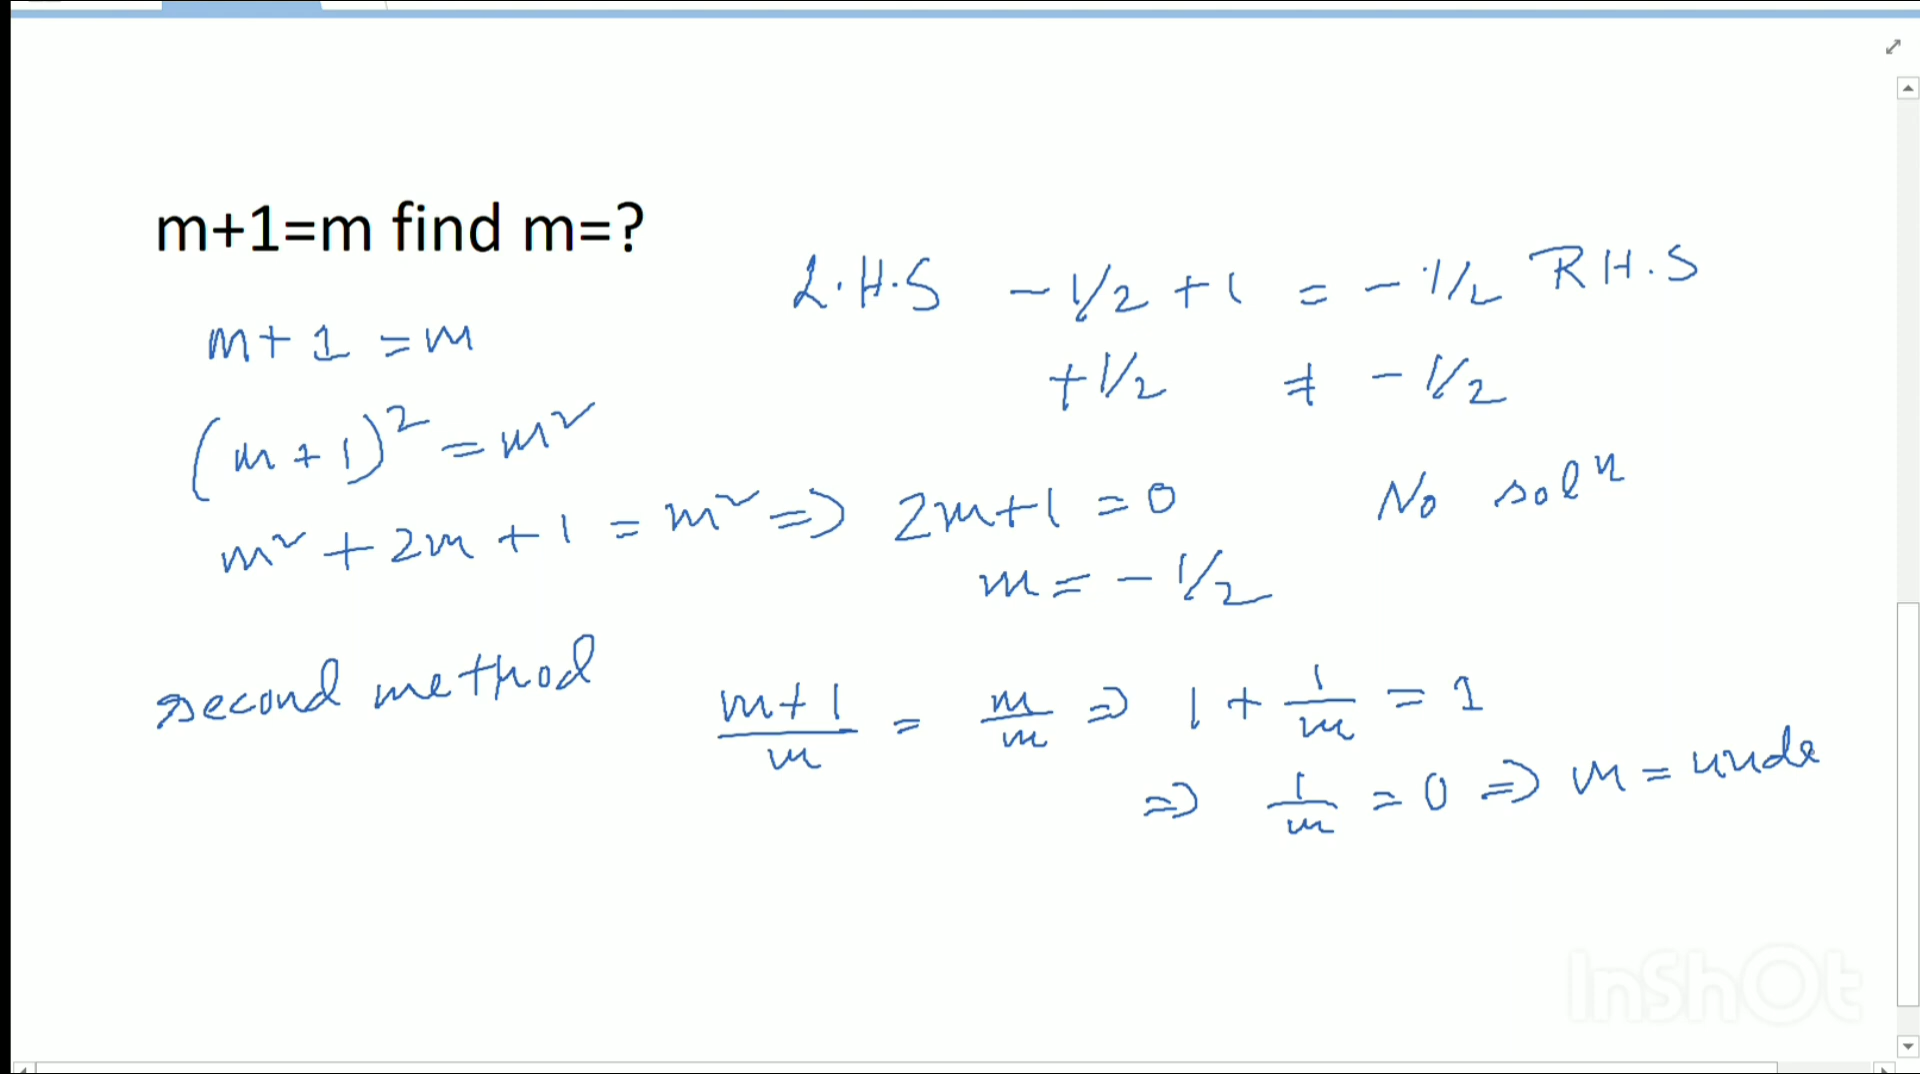 m+1=m find m=?
L.H.S -1/2 +1 = -1/2 R H.S
m+ 1 =m
+1/2 ≠ -1/2
(m+1)² =m²
No solⁿ
m² +2m +1 = m² ⇒ 2m+1 =0
m= -1/2
second method
(m+1)/m = m/m ⇒ 1+ 1/m = 1
⇒ 1/m = 0 ⇒ m = unde
InShOt